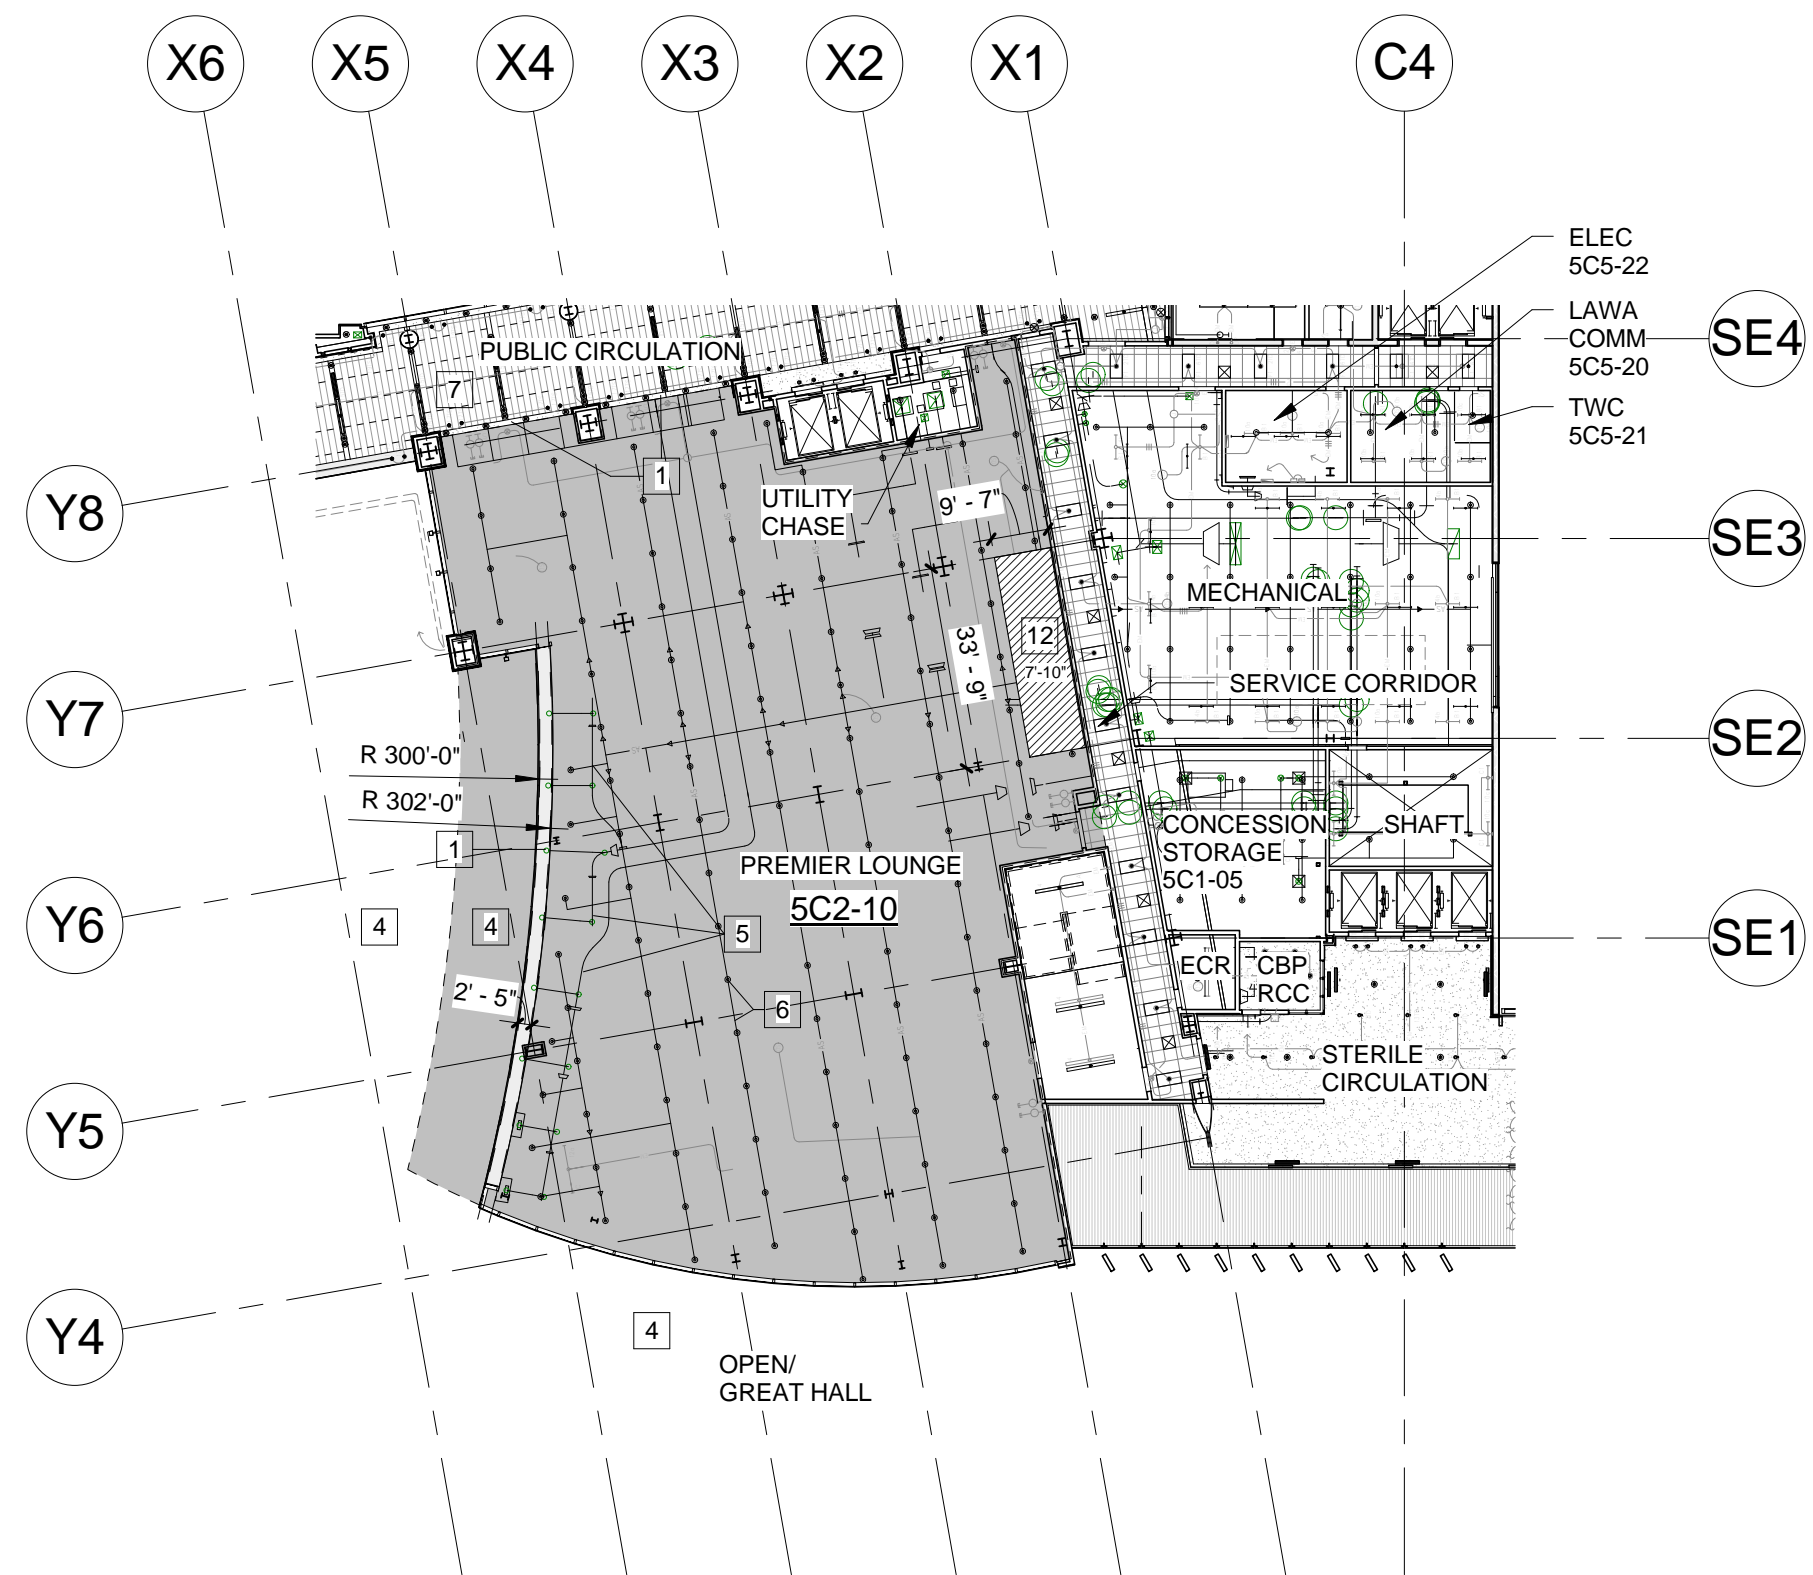 X6
X5
X4
X3
X2
X1
C4
ELEC
5C5-22
LAWA
COMM
5C5-20
SE4
PUBLIC CIRCULATION
7
TWC
5C5-21
1
Y8
UTILITY
CHASE
9' - 7"
SE3
MECHANICAL
12
7'-10"
33' - 9"
SERVICE CORRIDOR
Y7
SE2
R 300'-0"
R 302'-0"
1
CONCESSION
STORAGE
5C1-05
SHAFT
PREMIER LOUNGE
5C2-10
Y6
4
4
5
SE1
ECR
CBP
RCC
2' - 5"
6
STERILE
CIRCULATION
Y5
Y4
4
OPEN/
GREAT HALL